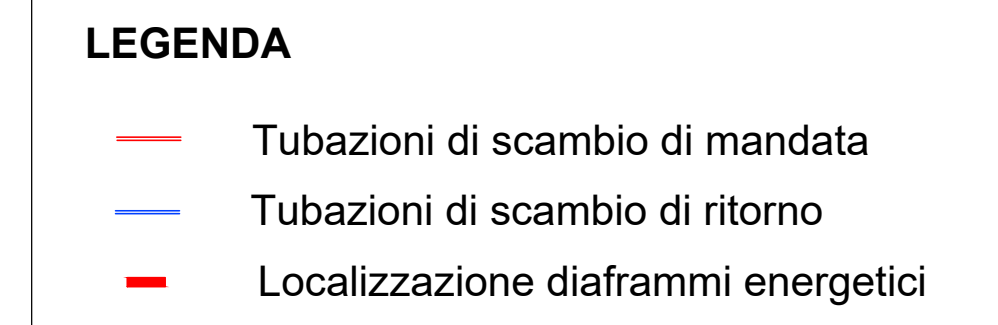 LEGENDA
Tubazioni di scambio di mandata
Tubazioni di scambio di ritorno
Localizzazione diaframmi energetici